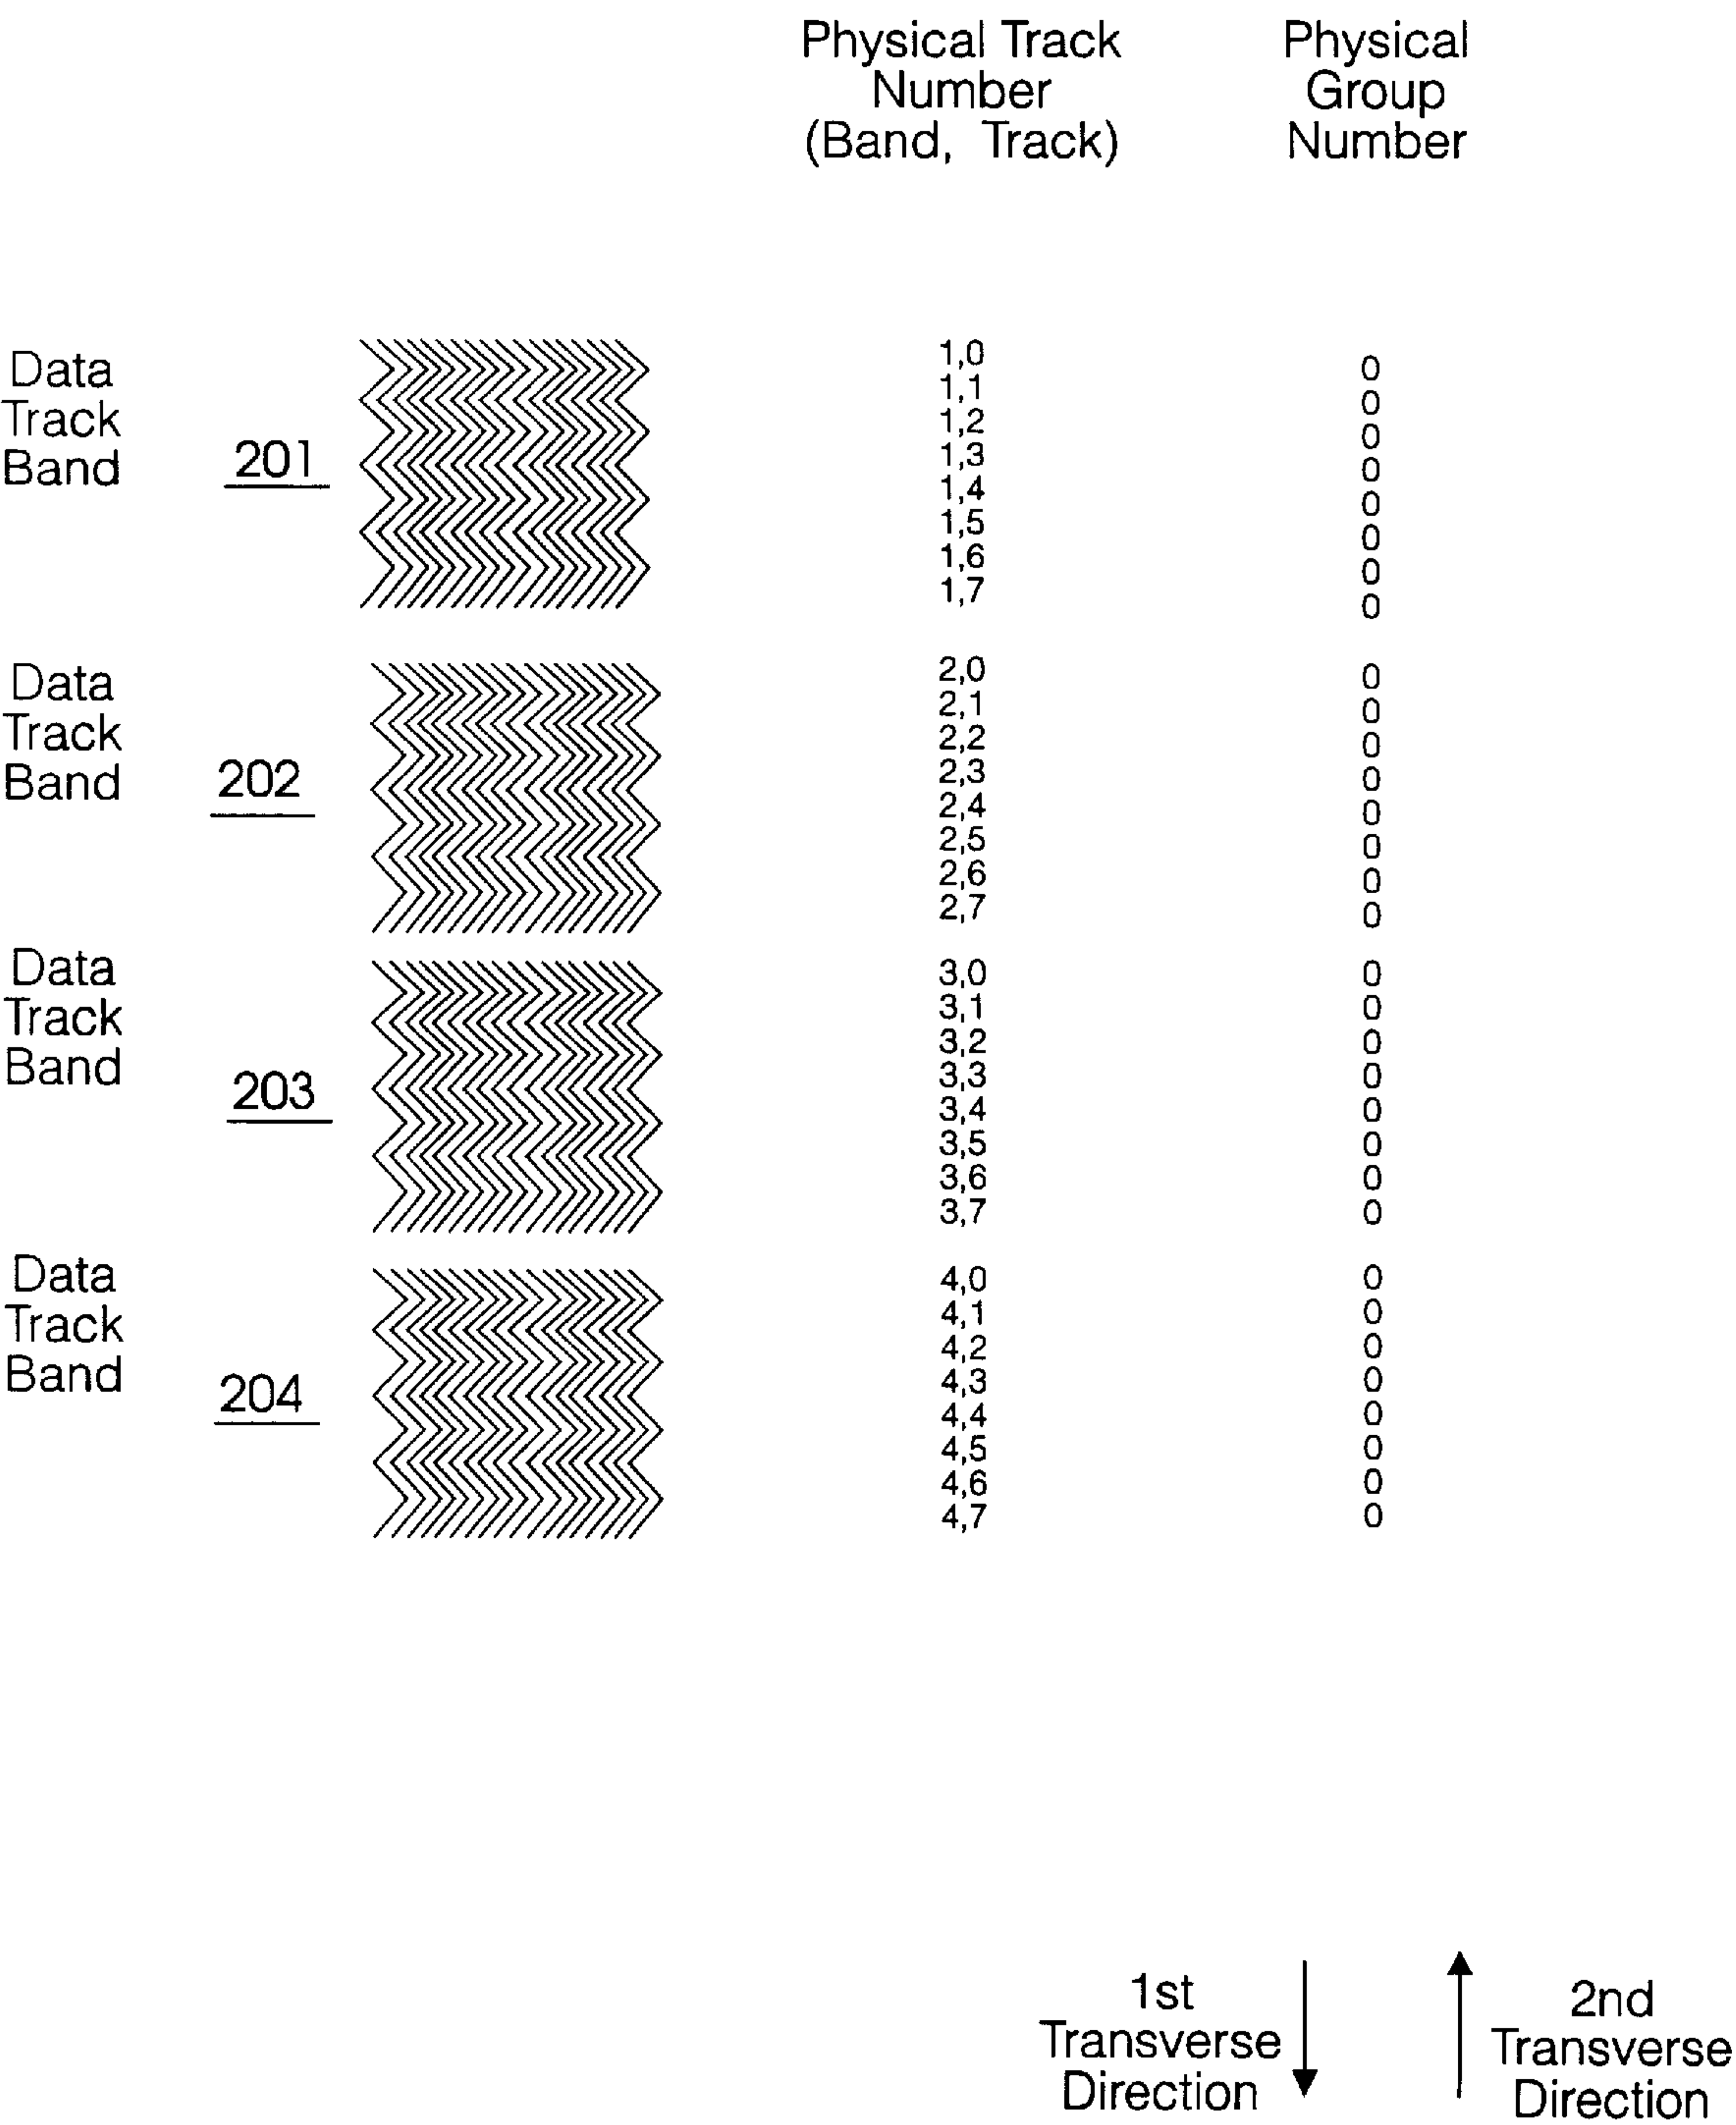 Physical Track
Number
(Band, Track)
Physical
Group
Number
Data
Track
Band
201
1,0
1,1
1,2
1,3
1,4
1,5
1,6
1,7
0
0
0
0
0
0
0
0
Data
Track
Band
202
2,0
2,1
2,2
2,3
2,4
2,5
2,6
2,7
0
0
0
0
0
0
0
0
Data
Track
Band
203
3,0
3,1
3,2
3,3
3,4
3,5
3,6
3,7
0
0
0
0
0
0
0
0
Data
Track
Band
204
4,0
4,1
4,2
4,3
4,4
4,5
4,6
4,7
0
0
0
0
0
0
0
0
1st
Transverse
Direction
2nd
Transverse
Direction